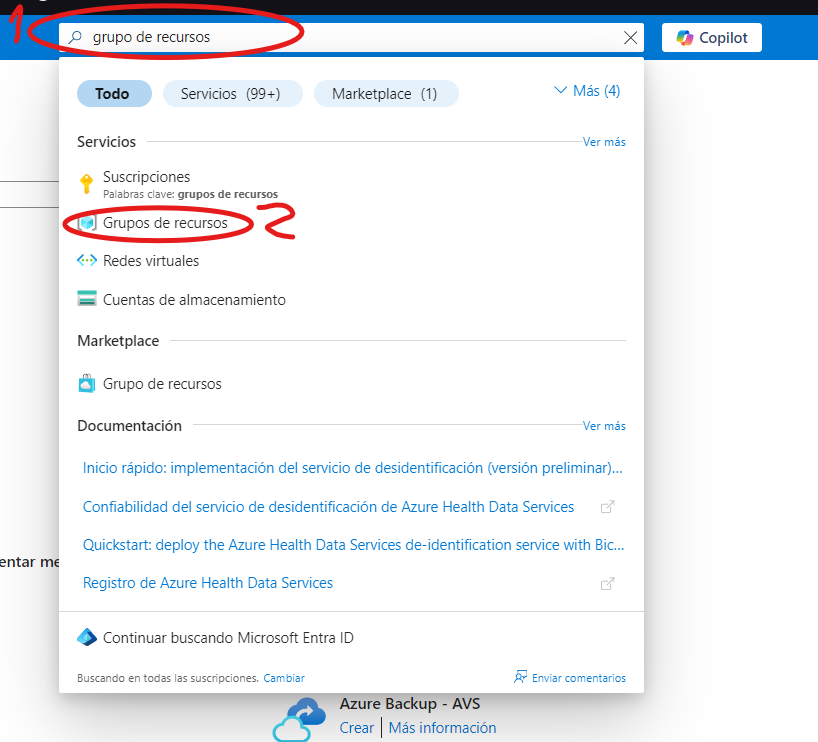 1
grupo de recursos
Copilot
Todo
Servicios (99+)
Marketplace (1)
Más (4)
Servicios
Ver más
Suscripciones
Palabras clave: grupos de recursos
Grupos de recursos
2
Redes virtuales
Cuentas de almacenamiento
Marketplace
Grupo de recursos
Documentación
Ver más
Inicio rápido: implementación del servicio de desidentificación (versión preliminar)...
Confiabilidad del servicio de desidentificación de Azure Health Data Services
Quickstart: deploy the Azure Health Data Services de-identification service with Bic...
entar me
Registro de Azure Health Data Services
Continuar buscando Microsoft Entra ID
Buscando en todas las suscripciones. Cambiar
Enviar comentarios
Azure Backup - AVS
Crear | Más información